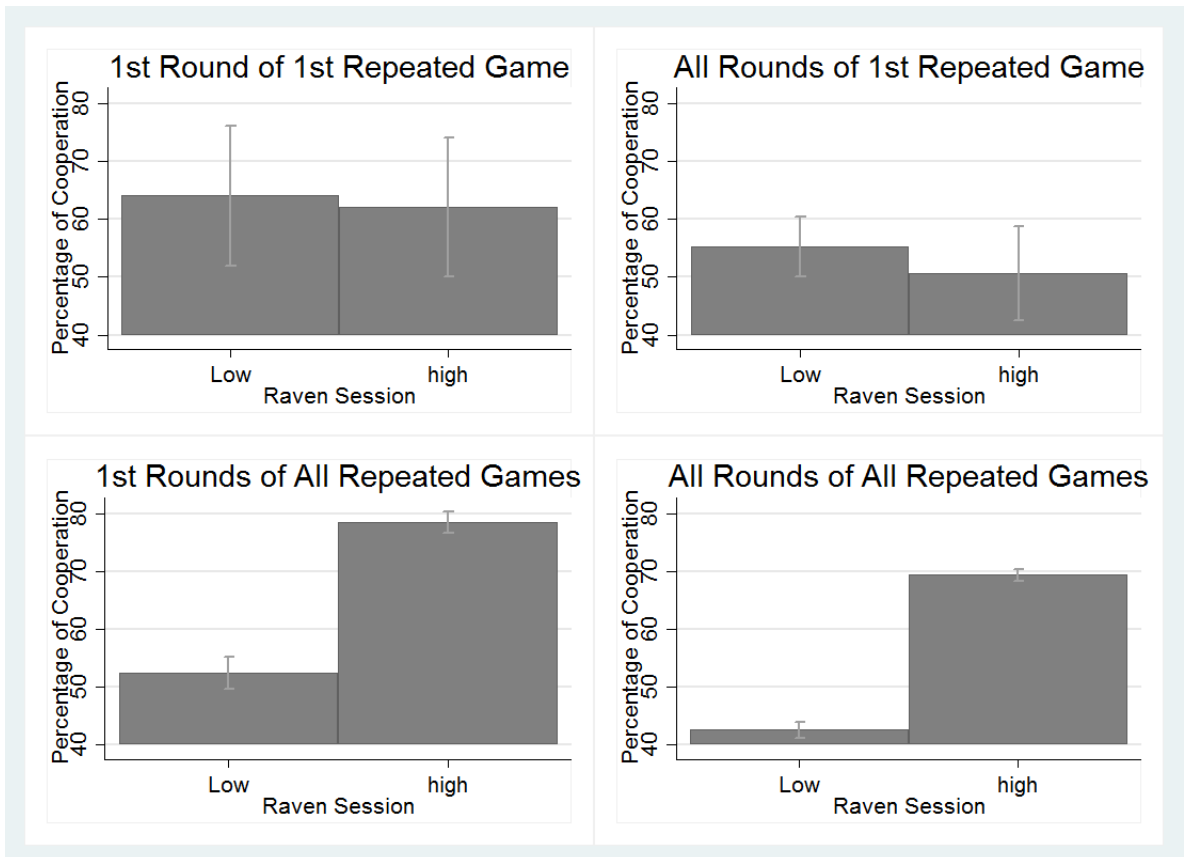 1st Round of 1st Repeated Game
Percentage of Cooperation
80
70
60
50
40
Low high
Raven Session
All Rounds of 1st Repeated Game
Percentage of Cooperation
80
70
60
50
40
Low high
Raven Session
1st Rounds of All Repeated Games
Percentage of Cooperation
80
70
60
50
40
Low high
Raven Session
All Rounds of All Repeated Games
Percentage of Cooperation
80
70
60
50
40
Low high
Raven Session